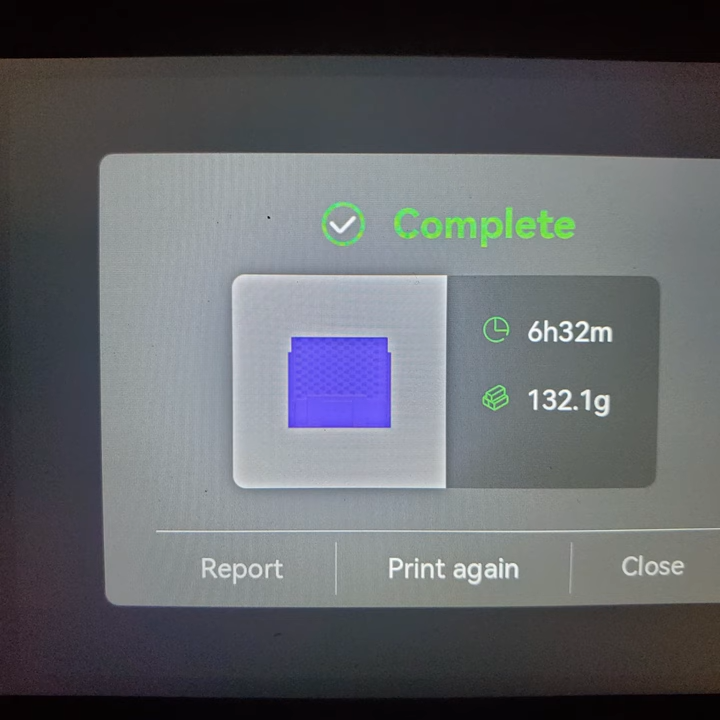 Complete
6h32m
132.1g
Report
Print again
Close